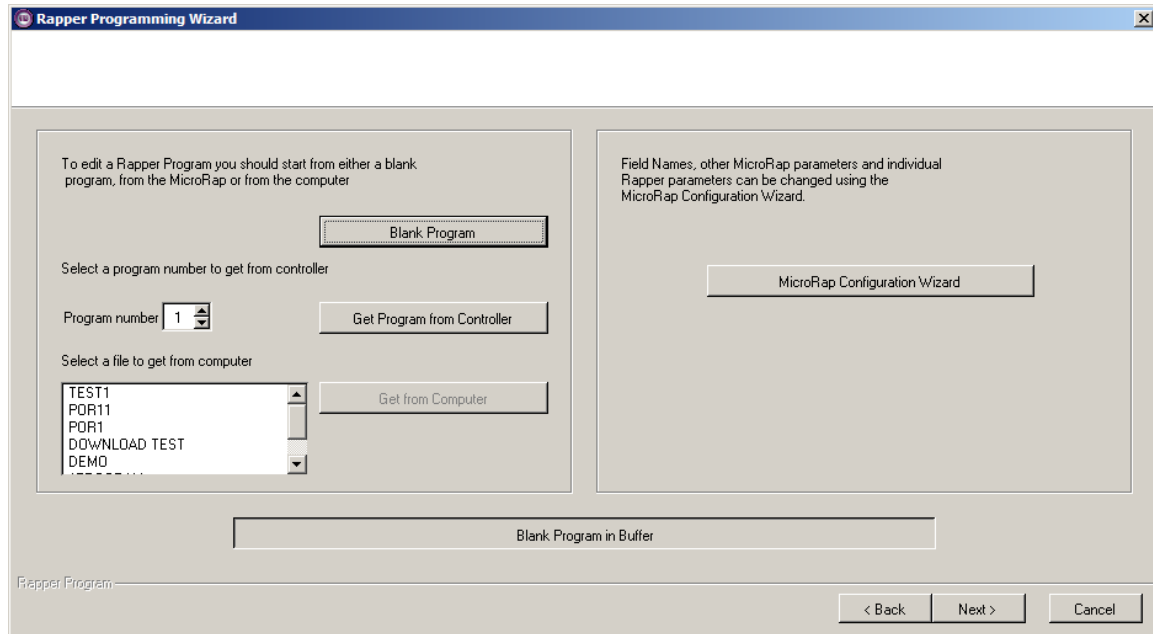 Rapper Programming Wizard
To edit a Rapper Program you should start from either a blank
program, from the MicroRap or from the computer
Blank Program
Select a program number to get from controller
Program number 1
Get Program from Controller
Select a file to get from computer
TEST1
POR11
POR1
DOWNLOAD TEST
DEMO
Get from Computer
Field Names, other MicroRap parameters and individual
Rapper parameters can be changed using the
MicroRap Configuration Wizard.
MicroRap Configuration Wizard
Blank Program in Buffer
Rapper Program
< Back
Next >
Cancel